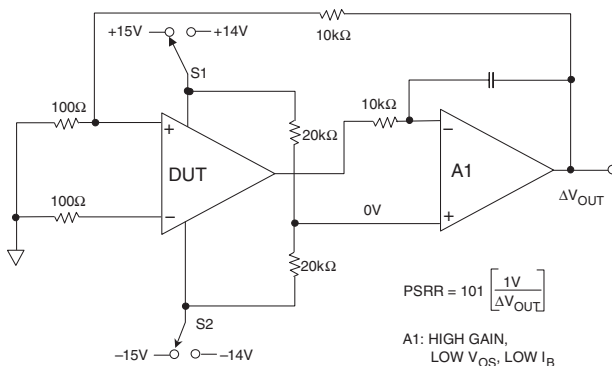 +15V
+14V
10kΩ
S1
100Ω
10kΩ
20kΩ
+
−
DUT
A1
−
+
ΔVOUT
100Ω
0V
20kΩ
PSRR = 101 [1V / ΔVOUT]
S2
−15V
−14V
A1: HIGH GAIN,
LOW VOS, LOW IB